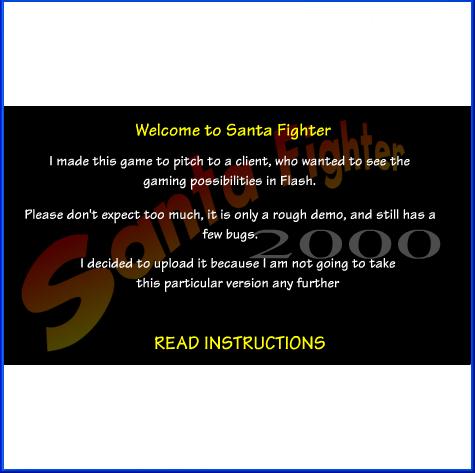 Welcome to Santa Fighter
I made this game to pitch to a client, who wanted to see the
gaming possibilities in Flash.
Please don't expect too much, it is only a rough demo, and still has a
few bugs.
I decided to upload it because I am not going to take
this particular version any further
Santa Fighter
2000
READ INSTRUCTIONS